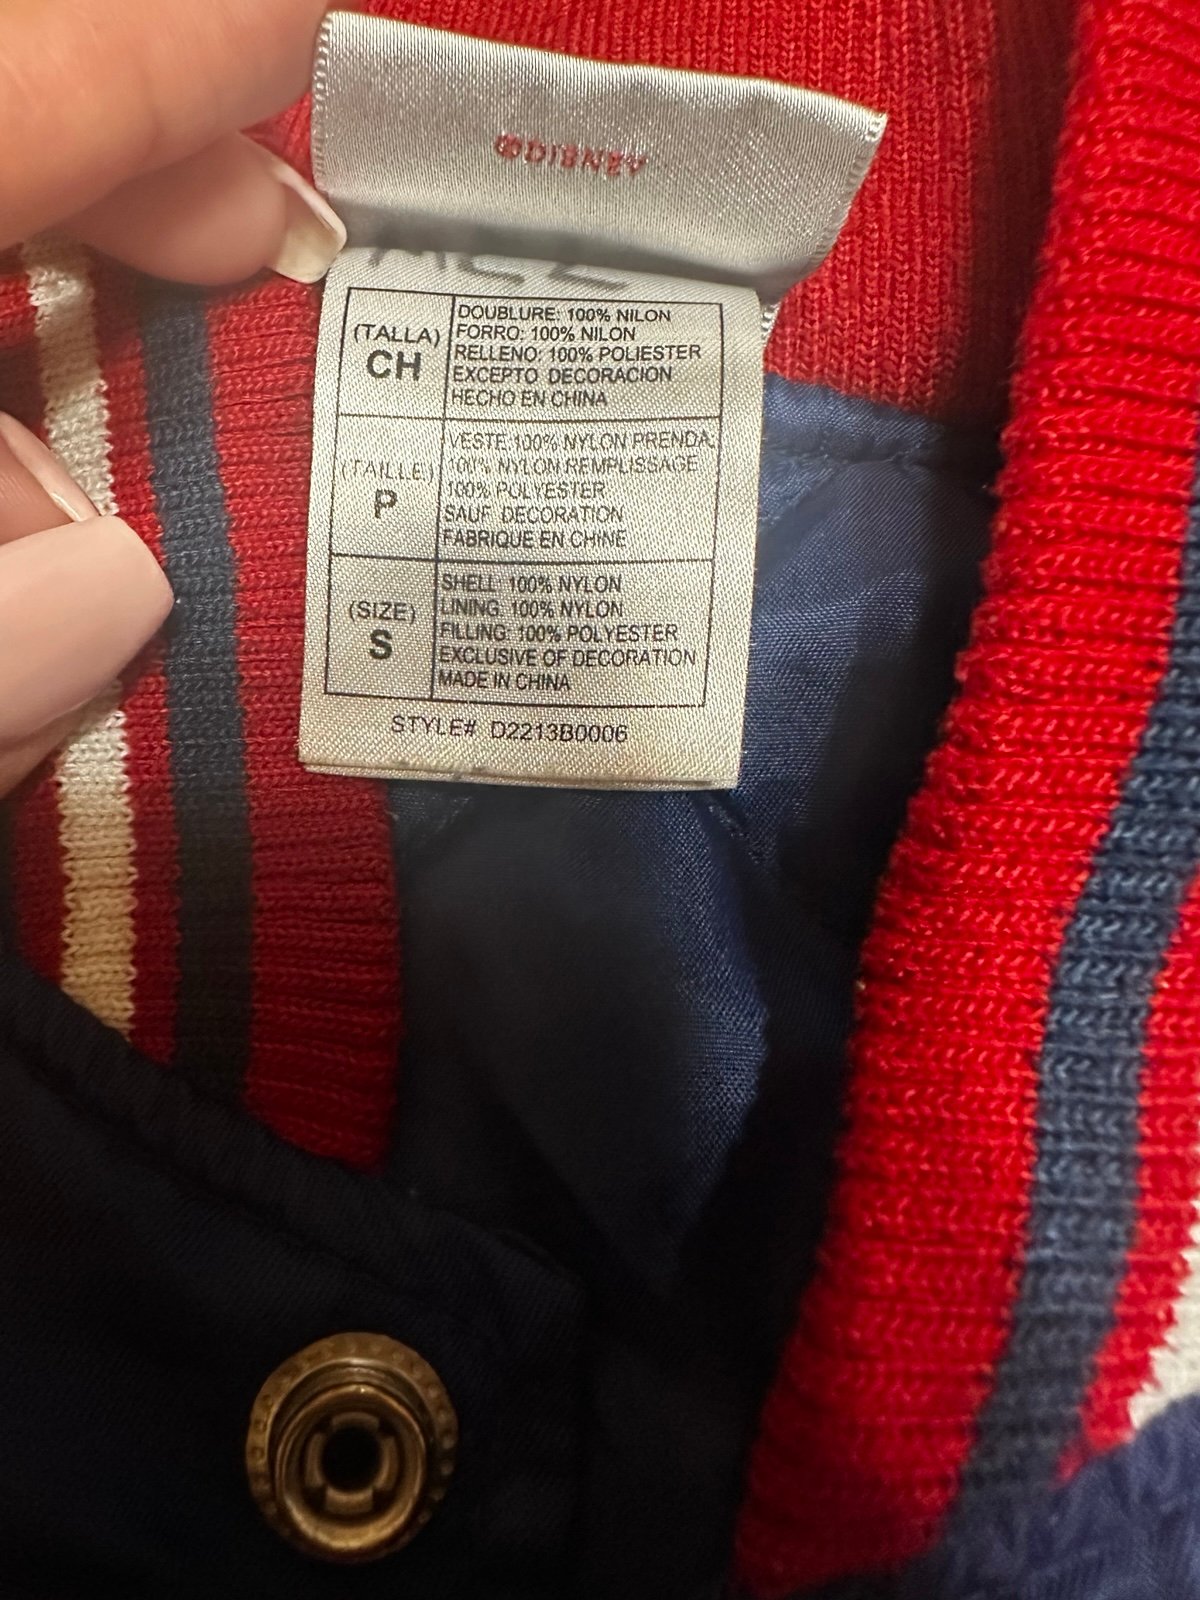 ©DISNEY
(TALLA)
CH
DOUBLURE: 100% NILON
FORRO: 100% NILON
RELLENO: 100% POLIESTER
EXCEPTO DECORACION
HECHO EN CHINA
(TAILLE)
P
VESTE 100% NYLON PRENDA:
100% NYLON REMPLISSAGE
100% POLYESTER
SAUF DECORATION
FABRIQUE EN CHINE
(SIZE)
S
SHELL: 100% NYLON
LINING: 100% NYLON
FILLING: 100% POLYESTER
EXCLUSIVE OF DECORATION
MADE IN CHINA
STYLE# D2213B0006